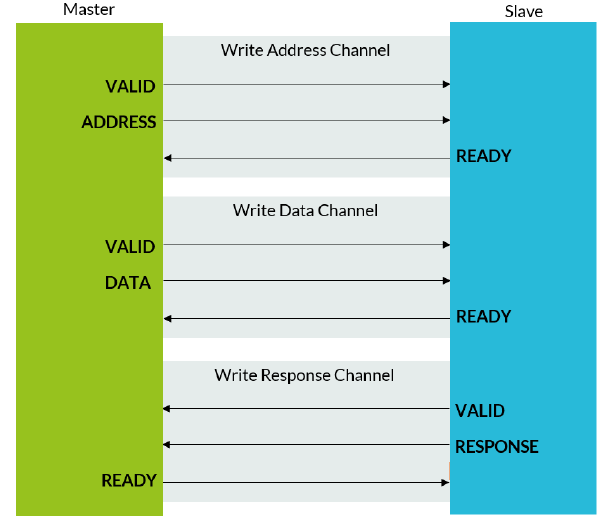 Master
Slave
Write Address Channel
VALID
ADDRESS
READY
Write Data Channel
VALID
DATA
READY
Write Response Channel
VALID
RESPONSE
READY